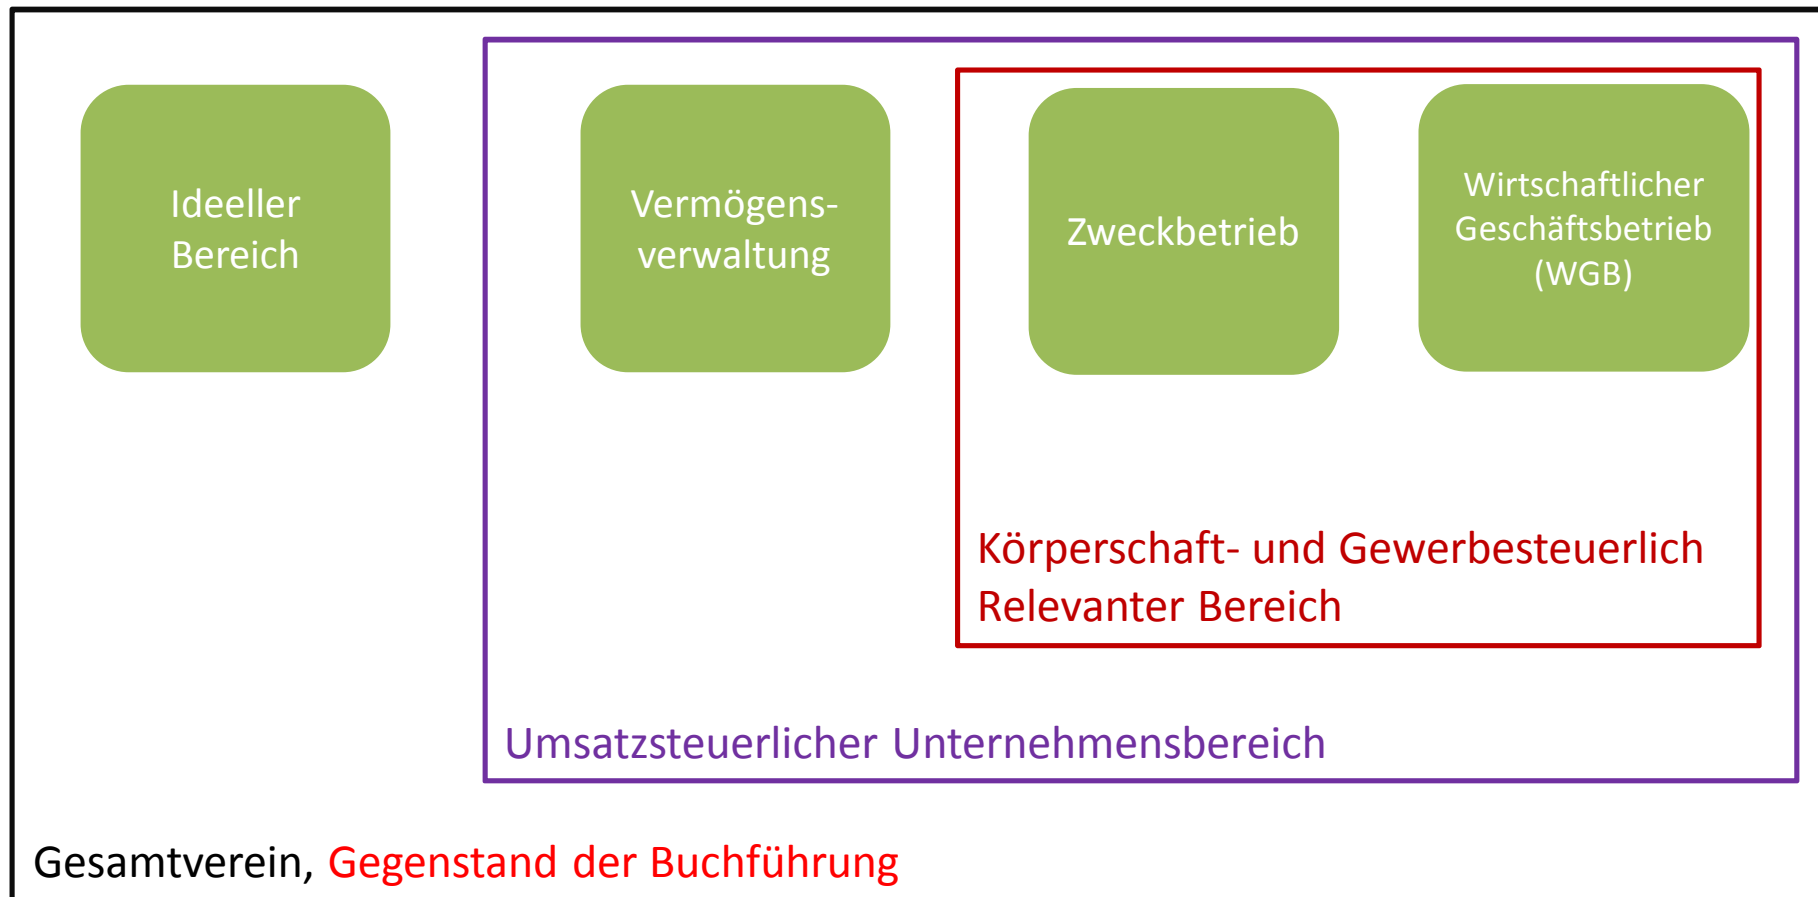 Ideeller
Bereich
Vermögens-
verwaltung
Zweckbetrieb
Wirtschaftlicher
Geschäftsbetrieb
(WGB)
Körperschaft- und Gewerbesteuerlich
Relevanter Bereich
Umsatzsteuerlicher Unternehmensbereich
Gesamtverein, Gegenstand der Buchführung